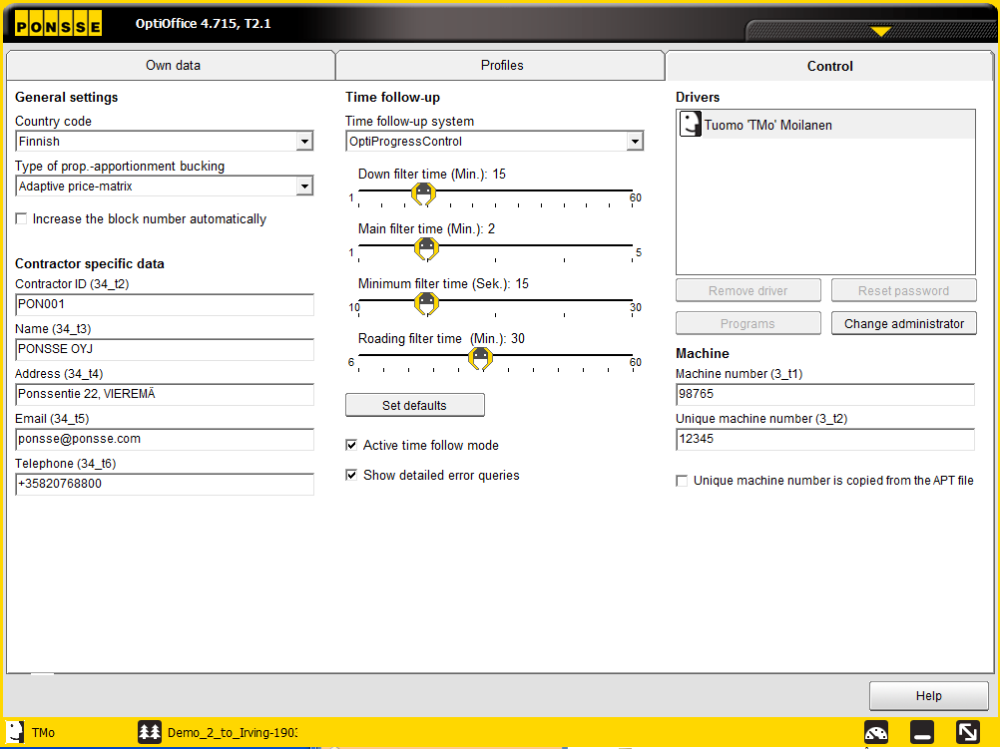 PONSSE
OptiOffice 4.715, T2.1
Own data
Profiles
Control
General settings
Country code
Finnish
Type of prop.-apportionment bucking
Adaptive price-matrix
Increase the block number automatically
Contractor specific data
Contractor ID (34_t2)
PON001
Name (34_t3)
PONSSE OYJ
Address (34_t4)
Ponssentie 22, VIEREMÄ
Email (34_t5)
ponsse@ponsse.com
Telephone (34_t6)
+35820768800
Time follow-up
Time follow-up system
OptiProgressControl
Down filter time (Min.): 15
1 60
Main filter time (Min.): 2
1 5
Minimum filter time (Sek.): 15
10 30
Roading filter time (Min.): 30
6 60
Set defaults
Active time follow mode
Show detailed error queries
Drivers
Tuomo 'TMo' Moilanen
Remove driver
Reset password
Programs
Change administrator
Machine
Machine number (3_t1)
98765
Unique machine number (3_t2)
12345
Unique machine number is copied from the APT file
Help
TMo
Demo_2_to_Irving-1903